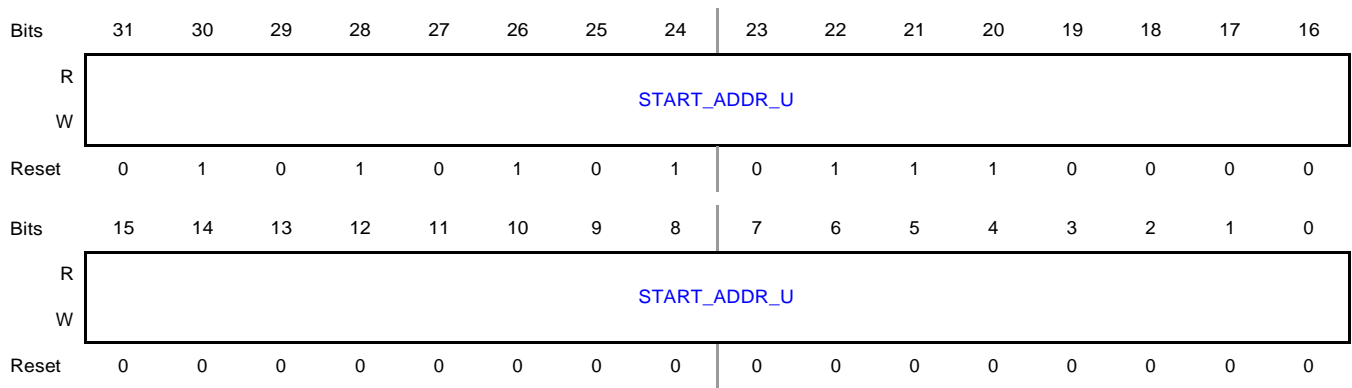 Bits 31 30 29 28 27 26 25 24 23 22 21 20 19 18 17 16
R
START_ADDR_U
W
Reset 0 1 0 1 0 1 0 1 0 1 1 1 0 0 0 0
Bits 15 14 13 12 11 10 9 8 7 6 5 4 3 2 1 0
R
START_ADDR_U
W
Reset 0 0 0 0 0 0 0 0 0 0 0 0 0 0 0 0